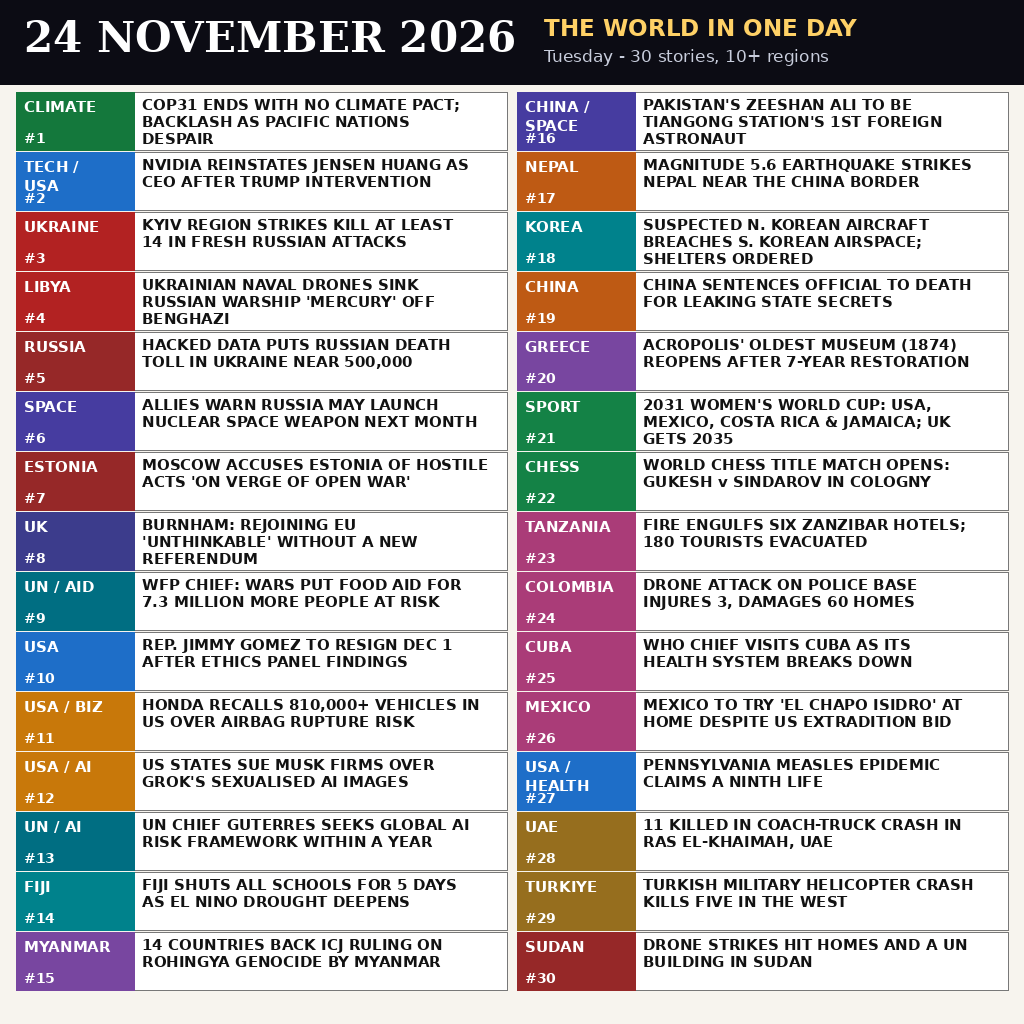 24 NOVEMBER 2026
THE WORLD IN ONE DAY
Tuesday - 30 stories, 10+ regions
CLIMATE
#1
COP31 ENDS WITH NO CLIMATE PACT;
BACKLASH AS PACIFIC NATIONS
DESPAIR
TECH /
USA
#2
NVIDIA REINSTATES JENSEN HUANG AS
CEO AFTER TRUMP INTERVENTION
UKRAINE
#3
KYIV REGION STRIKES KILL AT LEAST
14 IN FRESH RUSSIAN ATTACKS
LIBYA
#4
UKRAINIAN NAVAL DRONES SINK
RUSSIAN WARSHIP 'MERCURY' OFF
BENGHAZI
RUSSIA
#5
HACKED DATA PUTS RUSSIAN DEATH
TOLL IN UKRAINE NEAR 500,000
SPACE
#6
ALLIES WARN RUSSIA MAY LAUNCH
NUCLEAR SPACE WEAPON NEXT MONTH
ESTONIA
#7
MOSCOW ACCUSES ESTONIA OF HOSTILE
ACTS 'ON VERGE OF OPEN WAR'
UK
#8
BURNHAM: REJOINING EU
'UNTHINKABLE' WITHOUT A NEW
REFERENDUM
UN / AID
#9
WFP CHIEF: WARS PUT FOOD AID FOR
7.3 MILLION MORE PEOPLE AT RISK
USA
#10
REP. JIMMY GOMEZ TO RESIGN DEC 1
AFTER ETHICS PANEL FINDINGS
USA / BIZ
#11
HONDA RECALLS 810,000+ VEHICLES IN
US OVER AIRBAG RUPTURE RISK
USA / AI
#12
US STATES SUE MUSK FIRMS OVER
GROK'S SEXUALISED AI IMAGES
UN / AI
#13
UN CHIEF GUTERRES SEEKS GLOBAL AI
RISK FRAMEWORK WITHIN A YEAR
FIJI
#14
FIJI SHUTS ALL SCHOOLS FOR 5 DAYS
AS EL NINO DROUGHT DEEPENS
MYANMAR
#15
14 COUNTRIES BACK ICJ RULING ON
ROHINGYA GENOCIDE BY MYANMAR
CHINA /
SPACE
#16
PAKISTAN'S ZEESHAN ALI TO BE
TIANGONG STATION'S 1ST FOREIGN
ASTRONAUT
NEPAL
#17
MAGNITUDE 5.6 EARTHQUAKE STRIKES
NEPAL NEAR THE CHINA BORDER
KOREA
#18
SUSPECTED N. KOREAN AIRCRAFT
BREACHES S. KOREAN AIRSPACE;
SHELTERS ORDERED
CHINA
#19
CHINA SENTENCES OFFICIAL TO DEATH
FOR LEAKING STATE SECRETS
GREECE
#20
ACROPOLIS' OLDEST MUSEUM (1874)
REOPENS AFTER 7-YEAR RESTORATION
SPORT
#21
2031 WOMEN'S WORLD CUP: USA,
MEXICO, COSTA RICA & JAMAICA; UK
GETS 2035
CHESS
#22
WORLD CHESS TITLE MATCH OPENS:
GUKESH v SINDAROV IN COLOGNY
TANZANIA
#23
FIRE ENGULFS SIX ZANZIBAR HOTELS;
180 TOURISTS EVACUATED
COLOMBIA
#24
DRONE ATTACK ON POLICE BASE
INJURES 3, DAMAGES 60 HOMES
CUBA
#25
WHO CHIEF VISITS CUBA AS ITS
HEALTH SYSTEM BREAKS DOWN
MEXICO
#26
MEXICO TO TRY 'EL CHAPO ISIDRO' AT
HOME DESPITE US EXTRADITION BID
USA /
HEALTH
#27
PENNSYLVANIA MEASLES EPIDEMIC
CLAIMS A NINTH LIFE
UAE
#28
11 KILLED IN COACH-TRUCK CRASH IN
RAS EL-KHAIMAH, UAE
TURKIYE
#29
TURKISH MILITARY HELICOPTER CRASH
KILLS FIVE IN THE WEST
SUDAN
#30
DRONE STRIKES HIT HOMES AND A UN
BUILDING IN SUDAN